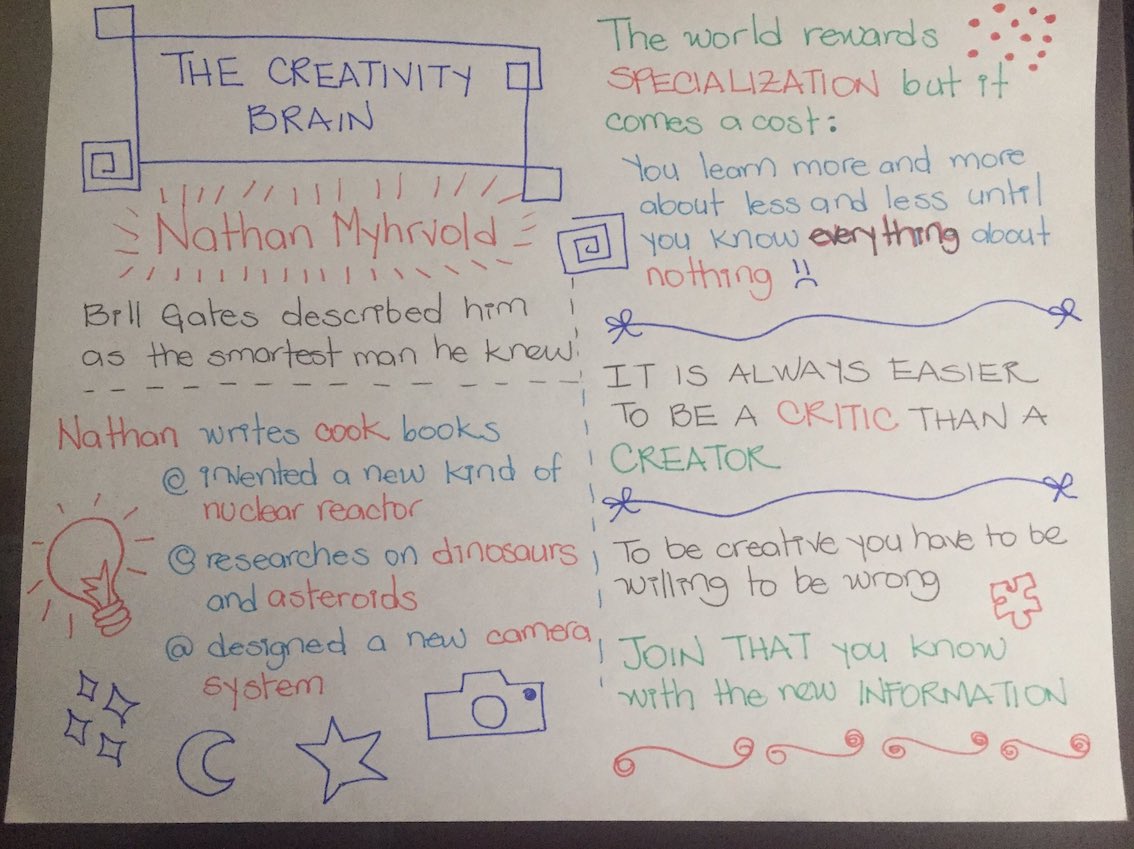 THE CREATIVITY
BRAIN
Nathan Myhrvold
Bill Gates described him
as the smartest man he knew
Nathan writes cook books
@ invented a new kind of
nuclear reactor
@ researches on dinosaurs
and asteroids
@ designed a new camera
system
The world rewards
SPECIALIZATION but it
comes a cost:
You learn more and more
about less and less until
you know everything about
nothing
IT IS ALWAYS EASIER
TO BE A CRITIC THAN A
CREATOR
To be creative you have to be
willing to be wrong
JOIN THAT you know
with the new INFORMATION